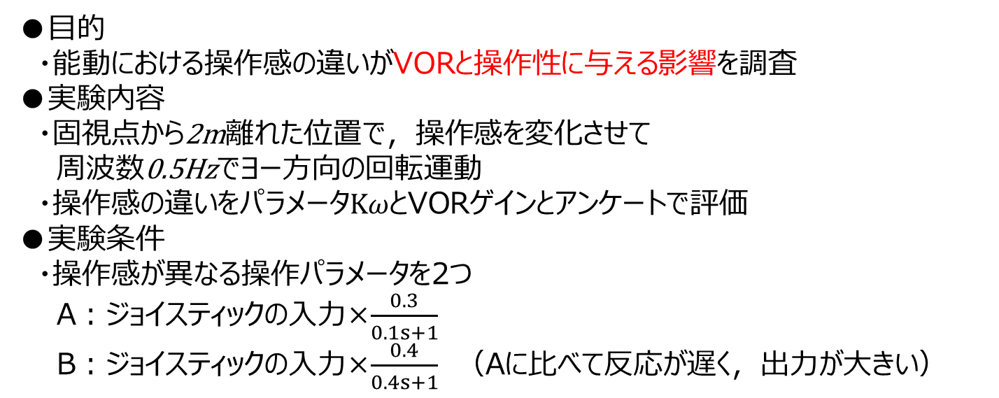 ●目的
・能動における操作感の違いがVORと操作性に与える影響を調査
●実験内容
・固視点から2m離れた位置で，操作感を変化させて
周波数0.5Hzでヨー方向の回転運動
・操作感の違いをパラメータKωとVORゲインとアンケートで評価
●実験条件
・操作感が異なる操作パラメータを2つ
A：ジョイスティックの入力×0.3/(0.1s+1)
B：ジョイスティックの入力×0.4/(0.4s+1)　（Aに比べて反応が遅く，出力が大きい）